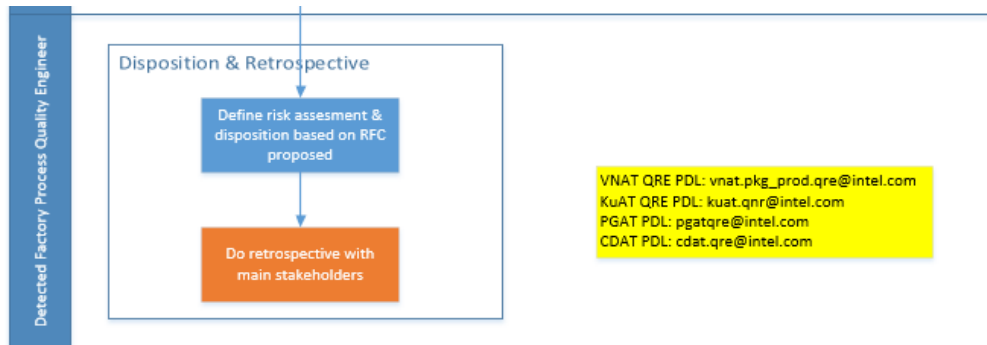 Detected Factory Process Quality Engineer
Disposition & Retrospective
Define risk assesment &
disposition based on RFC
proposed
Do retrospective with
main stakeholders
VNAT QRE PDL: vnat.pkg_prod.qre@intel.com
KuAT QRE PDL: kuat.qnr@intel.com
PGAT PDL: pgatqre@intel.com
CDAT PDL: cdat.qre@intel.com